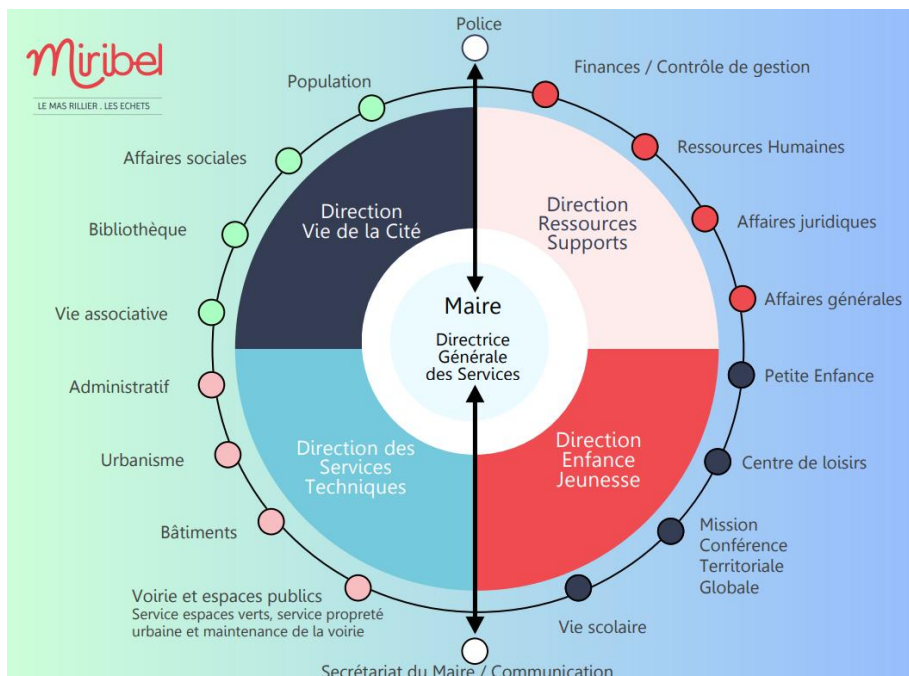 Miribel
LE MAS RILLIER . LES ECHETS
Police
Population
Finances / Contrôle de gestion
Affaires sociales
Ressources Humaines
Bibliothèque
Affaires juridiques
Vie associative
Affaires générales
Direction
Vie de la Cité
Direction
Ressources
Supports
Maire
Directrice
Générale
des Services
Administratif
Petite Enfance
Urbanisme
Centre de loisirs
Direction des
Services
Techniques
Direction
Enfance
Jeunesse
Bâtiments
Mission
Conférence
Territoriale
Globale
Voirie et espaces publics
Service espaces verts, service propreté
urbaine et maintenance de la voirie
Vie scolaire
Secrétariat du Maire / Communication